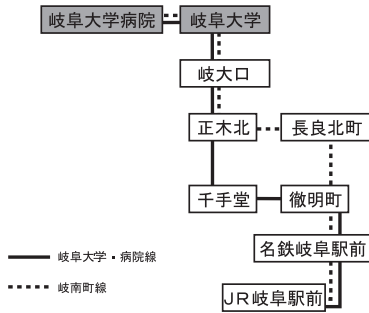 岐阜大学病院 岐阜大学
岐大口
正木北 長良北町
千手堂 徹明町
名鉄岐阜駅前
JR岐阜駅前
岐阜大学・病院線
岐南町線